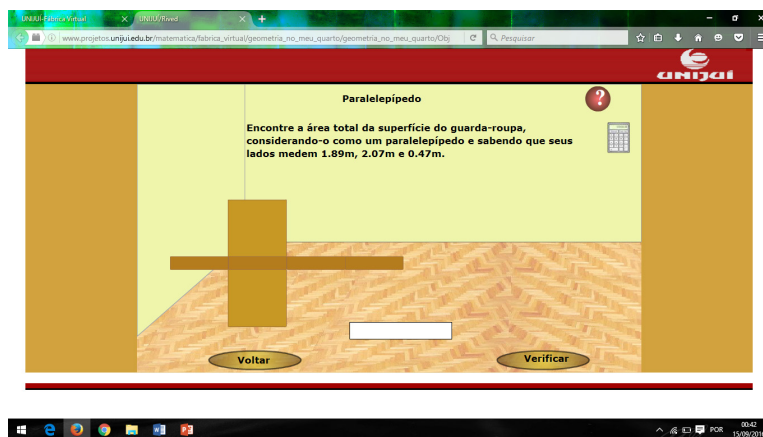 UNIJUI-Fabrica Virtual
UNIJUI/Rived
www.projetos.unijui.edu.br/matematica/fabrica_virtual/geometria_no_meu_quarto/geometria_no_meu_quarto/Obj
Pesquisar
UNIJUÍ
Paralelepípedo
?
Encontre a área total da superfície do guarda-roupa,
considerando-o como um paralelepípedo e sabendo que seus
lados medem 1.89m, 2.07m e 0.47m.
Voltar
Verificar
POR
00:42
15/09/2016